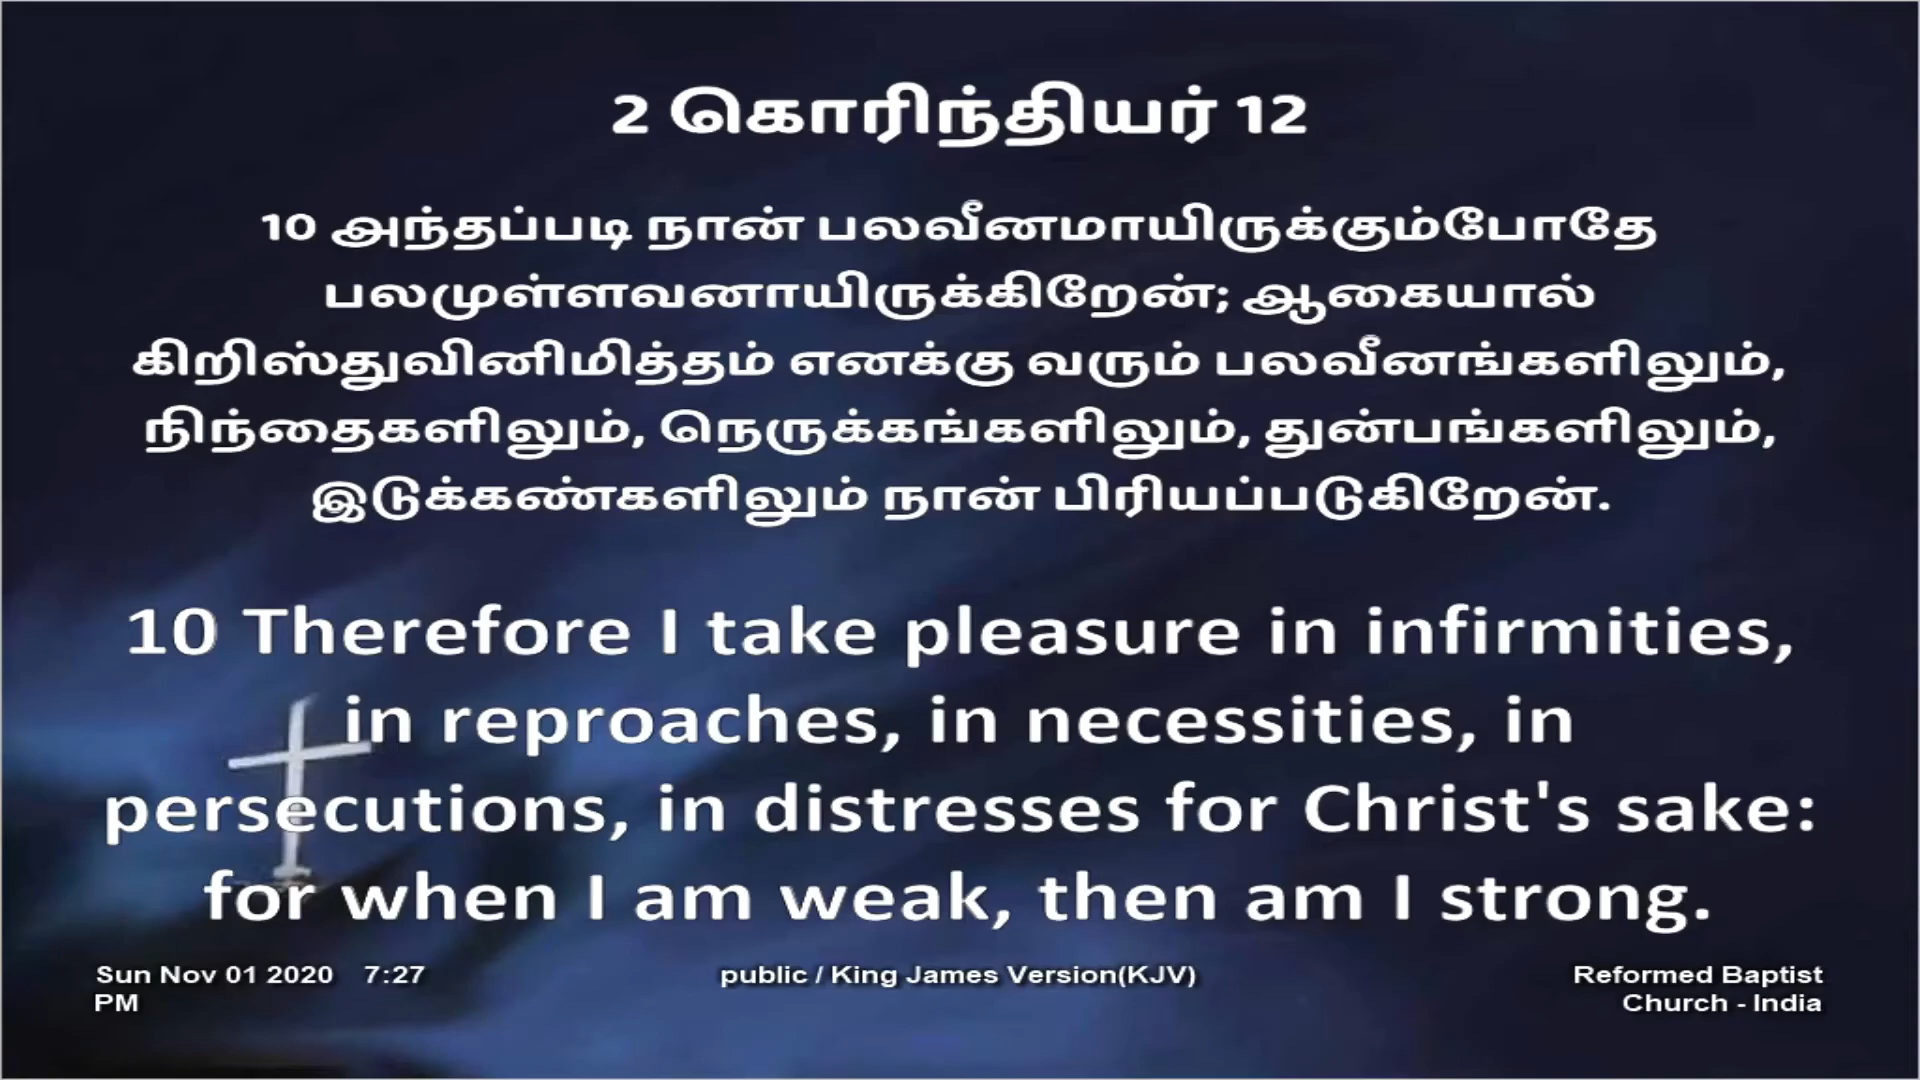 2 கொரிந்தியர் 12
10 அந்தப்படி நான் பலவீனமாயிருக்கும்போதே
பலமுள்ளவனாயிருக்கிறேன்; ஆகையால்
கிறிஸ்துவினிமித்தம் எனக்கு வரும் பலவீனங்களிலும்,
நிந்தைகளிலும், நெருக்கங்களிலும், துன்பங்களிலும்,
இடுக்கண்களிலும் நான் பிரியப்படுகிறேன்.
10 Therefore I take pleasure in infirmities,
in reproaches, in necessities, in
persecutions, in distresses for Christ's sake:
for when I am weak, then am I strong.
Sun Nov 01 2020 7:27
PM
public / King James Version(KJV)
Reformed Baptist
Church - India